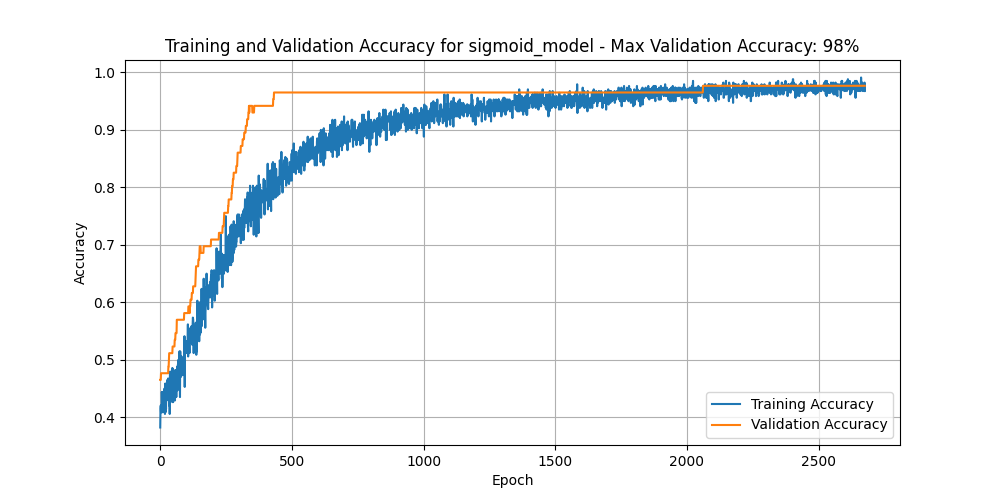 Training and Validation Accuracy for sigmoid_model - Max Validation Accuracy: 98%
1.0
0.9
0.8
0.7
0.6
0.5
0.4
Accuracy
0 500 1000 1500 2000 2500
Epoch
Training Accuracy
Validation Accuracy